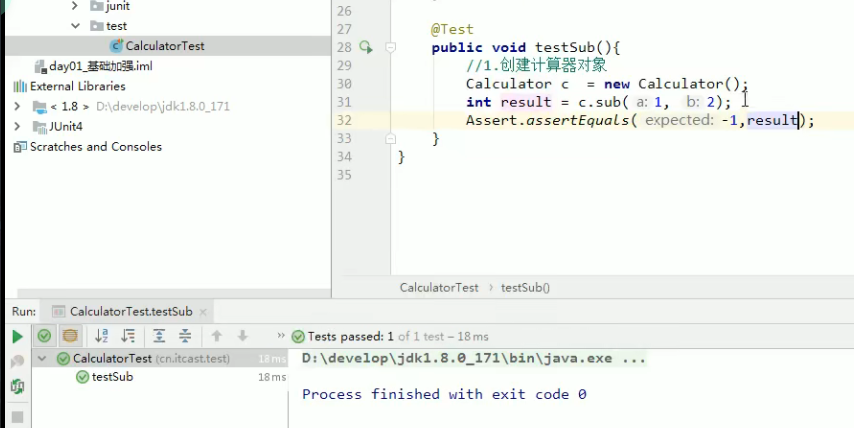 junit
test
CalculatorTest
day01_基础加强.iml
External Libraries
< 1.8 > D:\develop\jdk1.8.0_171
JUnit4
Scratches and Consoles
26
27 @Test
28 public void testSub(){
29 //1.创建计算器对象
30 Calculator c = new Calculator();
31 int result = c.sub( a: 1, b: 2);
32 Assert.assertEquals( expected: -1,result);
33 }
34 }
35
CalculatorTest > testSub()
Run: CalculatorTest.testSub ×
» Tests passed: 1 of 1 test – 18 ms
CalculatorTest (cn.itcast.test) 18 ms
testSub 18 ms
D:\develop\jdk1.8.0_171\bin\java.exe ...
Process finished with exit code 0